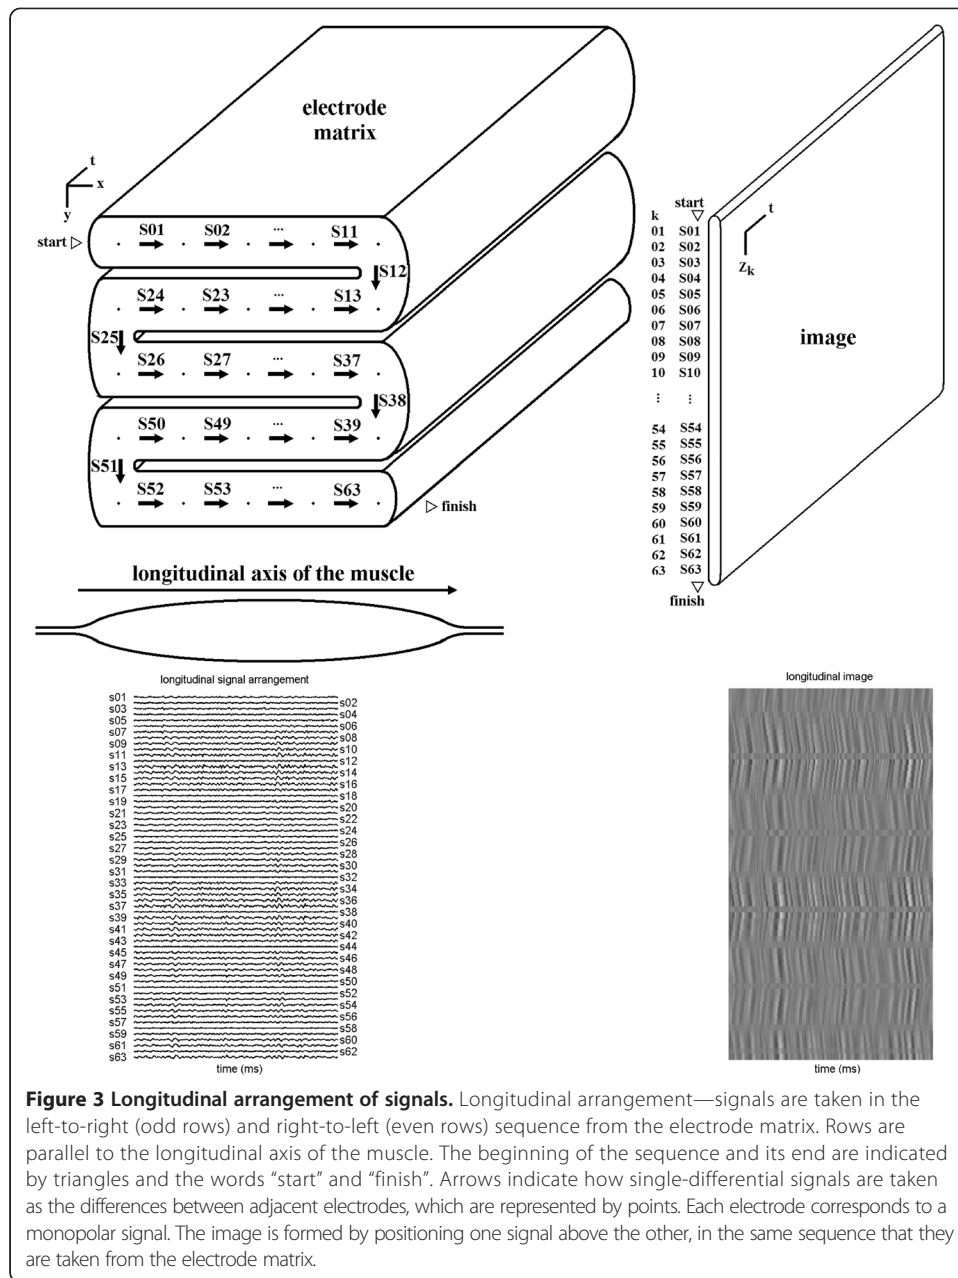 electrode
matrix
t
x
y
start
S01 S02 ... S11
S12
S24 S23 ... S13
S25
S26 S27 ... S37
S38
S50 S49 ... S39
S51
S52 S53 ... S63
finish
longitudinal axis of the muscle
start
k
01 S01
02 S02
03 S03
04 S04
05 S05
06 S06
07 S07
08 S08
09 S09
10 S10
⋮ ⋮
54 S54
55 S55
56 S56
57 S57
58 S58
59 S59
60 S60
61 S61
62 S62
63 S63
finish
t
Zk
image
longitudinal signal arrangement
s01
s02
s03
s04
s05
s06
s07
s08
s09
s10
s11
s12
s13
s14
s15
s16
s17
s18
s19
s20
s21
s22
s23
s24
s25
s26
s27
s28
s29
s30
s31
s32
s33
s34
s35
s36
s37
s38
s39
s40
s41
s42
s43
s44
s45
s46
s47
s48
s49
s50
s51
s52
s53
s54
s55
s56
s57
s58
s59
s60
s61
s62
s63
time (ms)
longitudinal image
time (ms)
Figure 3 Longitudinal arrangement of signals. Longitudinal arrangement—signals are taken in the
left-to-right (odd rows) and right-to-left (even rows) sequence from the electrode matrix. Rows are
parallel to the longitudinal axis of the muscle. The beginning of the sequence and its end are indicated
by triangles and the words “start” and “finish”. Arrows indicate how single-differential signals are taken
as the differences between adjacent electrodes, which are represented by points. Each electrode corresponds to a
monopolar signal. The image is formed by positioning one signal above the other, in the same sequence that they
are taken from the electrode matrix.